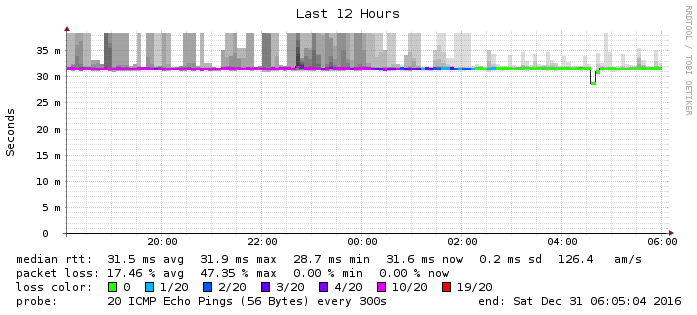 Last 12 Hours
RRDTOOL / TOBI OETIKER
Seconds
35 m
30 m
25 m
20 m
15 m
10 m
5 m
0
20:00 22:00 00:00 02:00 04:00 06:00
median rtt: 31.5 ms avg 31.9 ms max 28.7 ms min 31.6 ms now 0.2 ms sd 126.4 am/s
packet loss: 17.46 % avg 47.35 % max 0.00 % min 0.00 % now
loss color: 0 1/20 2/20 3/20 4/20 10/20 19/20
probe: 20 ICMP Echo Pings (56 Bytes) every 300s end: Sat Dec 31 06:05:04 2016